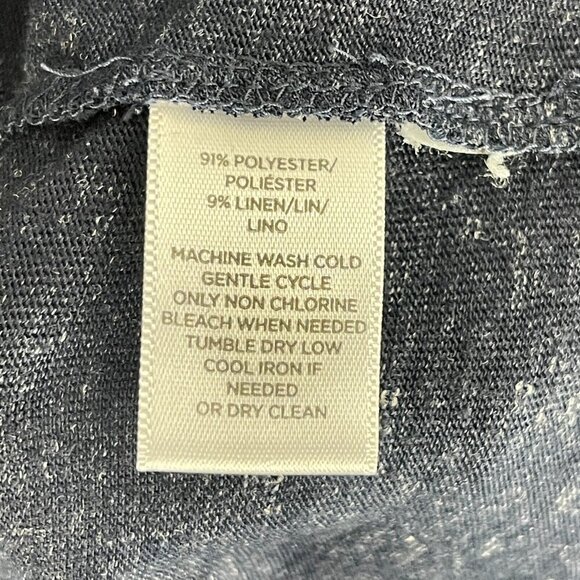 91% POLYESTER/
POLIÉSTER
9% LINEN/LIN/
LINO
MACHINE WASH COLD
GENTLE CYCLE
ONLY NON CHLORINE
BLEACH WHEN NEEDED
TUMBLE DRY LOW
COOL IRON IF
NEEDED
OR DRY CLEAN